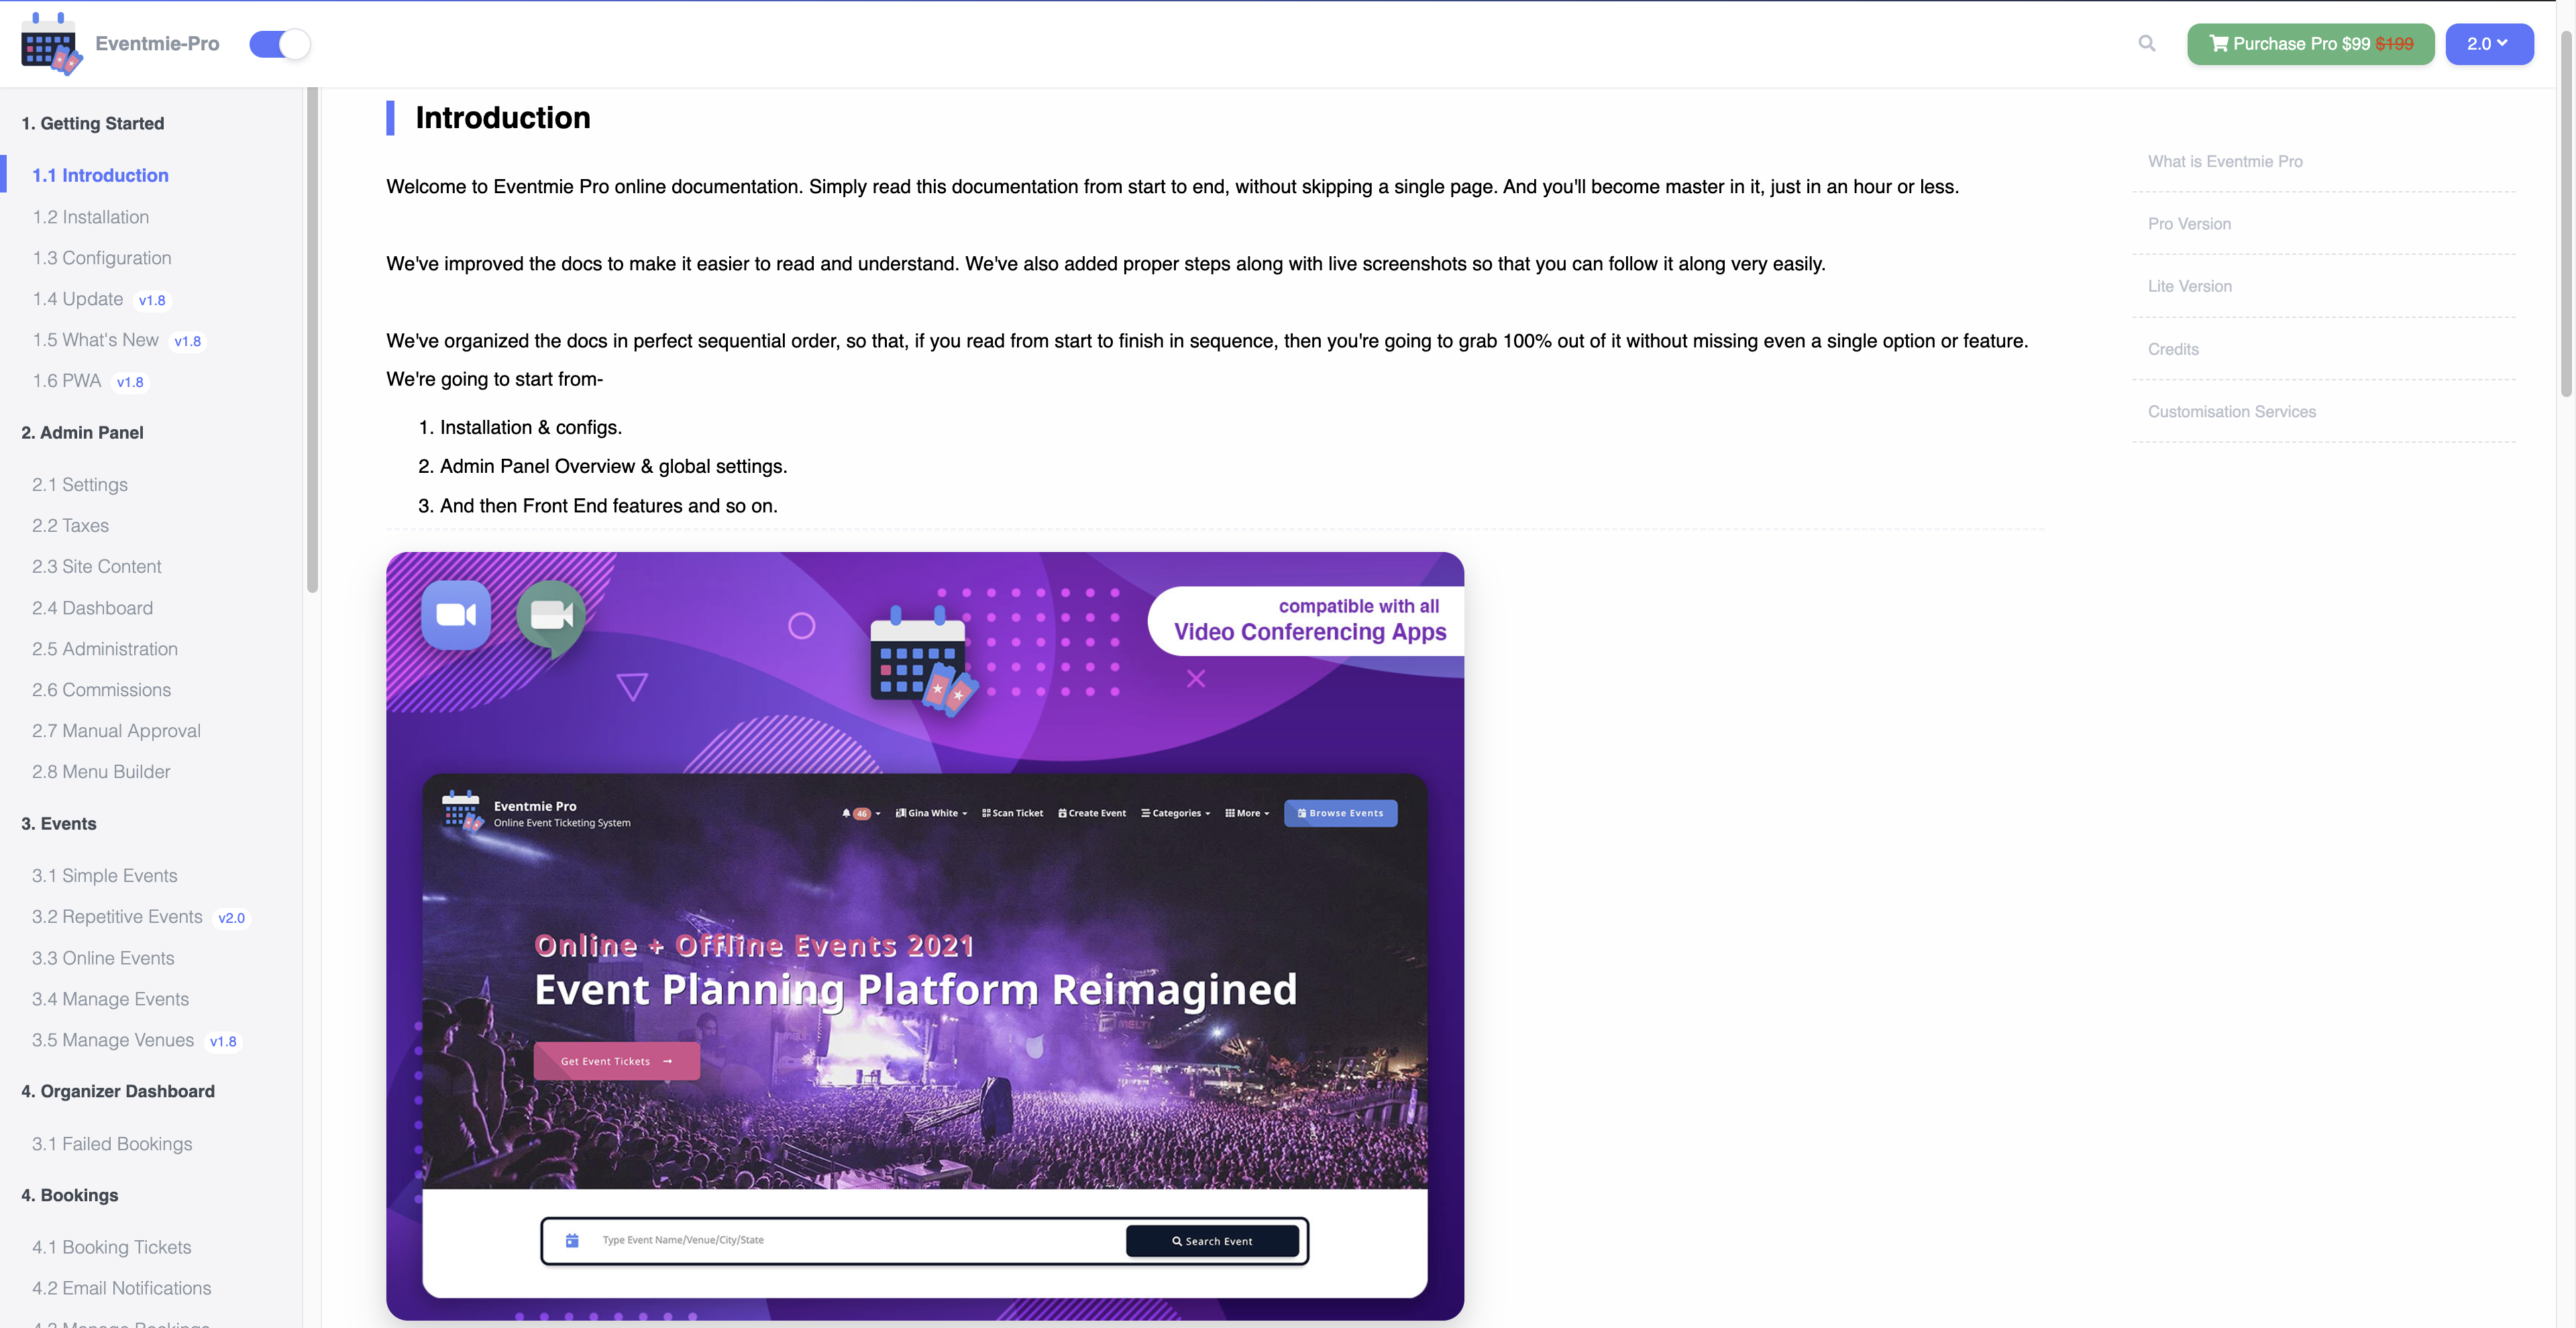 Eventmie-Pro
Purchase Pro $99 $199
2.0
1. Getting Started
1.1 Introduction
1.2 Installation
1.3 Configuration
1.4 Update v1.8
1.5 What's New v1.8
1.6 PWA v1.8
2. Admin Panel
2.1 Settings
2.2 Taxes
2.3 Site Content
2.4 Dashboard
2.5 Administration
2.6 Commissions
2.7 Manual Approval
2.8 Menu Builder
3. Events
3.1 Simple Events
3.2 Repetitive Events v2.0
3.3 Online Events
3.4 Manage Events
3.5 Manage Venues v1.8
4. Organizer Dashboard
3.1 Failed Bookings
4. Bookings
4.1 Booking Tickets
4.2 Email Notifications
4.3 Manage Bookings
Introduction
Welcome to Eventmie Pro online documentation. Simply read this documentation from start to end, without skipping a single page. And you'll become master in it, just in an hour or less.
We've improved the docs to make it easier to read and understand. We've also added proper steps along with live screenshots so that you can follow it along very easily.
We've organized the docs in perfect sequential order, so that, if you read from start to finish in sequence, then you're going to grab 100% out of it without missing even a single option or feature.
We're going to start from-
1. Installation & configs.
2. Admin Panel Overview & global settings.
3. And then Front End features and so on.
compatible with all
Video Conferencing Apps
Eventmie Pro
Online Event Ticketing System
46
Gina White
Scan Ticket
Create Event
Categories
More
Browse Events
Online + Offline Events 2021
Event Planning Platform Reimagined
MELT!
Get Event Tickets
Type Event Name/Venue/City/State
Search Event
What is Eventmie Pro
Pro Version
Lite Version
Credits
Customisation Services